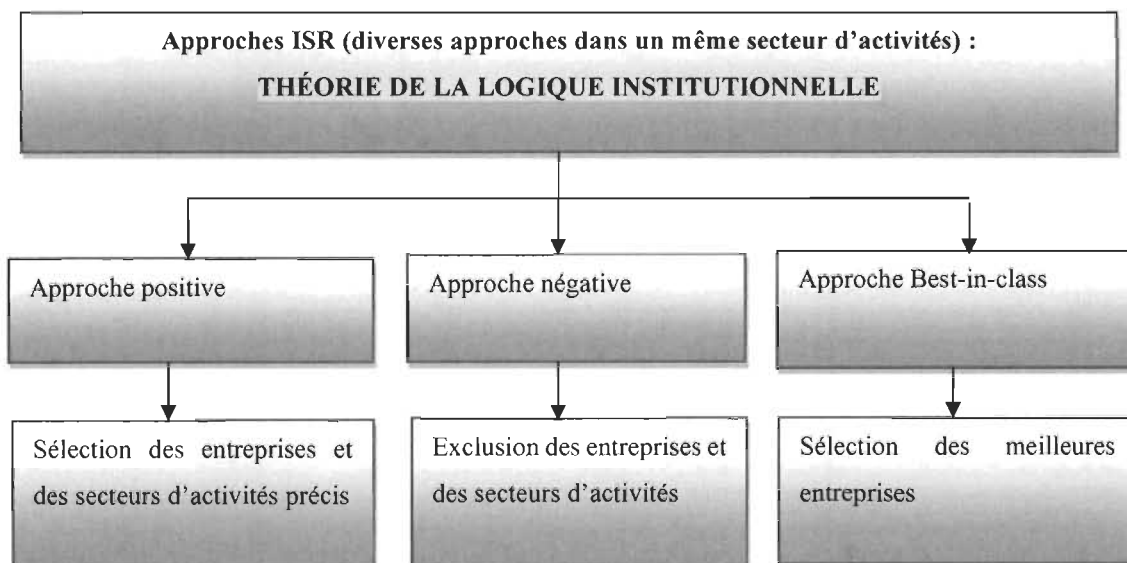 Approches ISR (diverses approches dans un même secteur d'activités) :
THÉORIE DE LA LOGIQUE INSTITUTIONNELLE
Approche positive
Approche négative
Approche Best-in-class
Sélection des entreprises et
des secteurs d'activités précis
Exclusion des entreprises et
des secteurs d'activités
Sélection des meilleures
entreprises